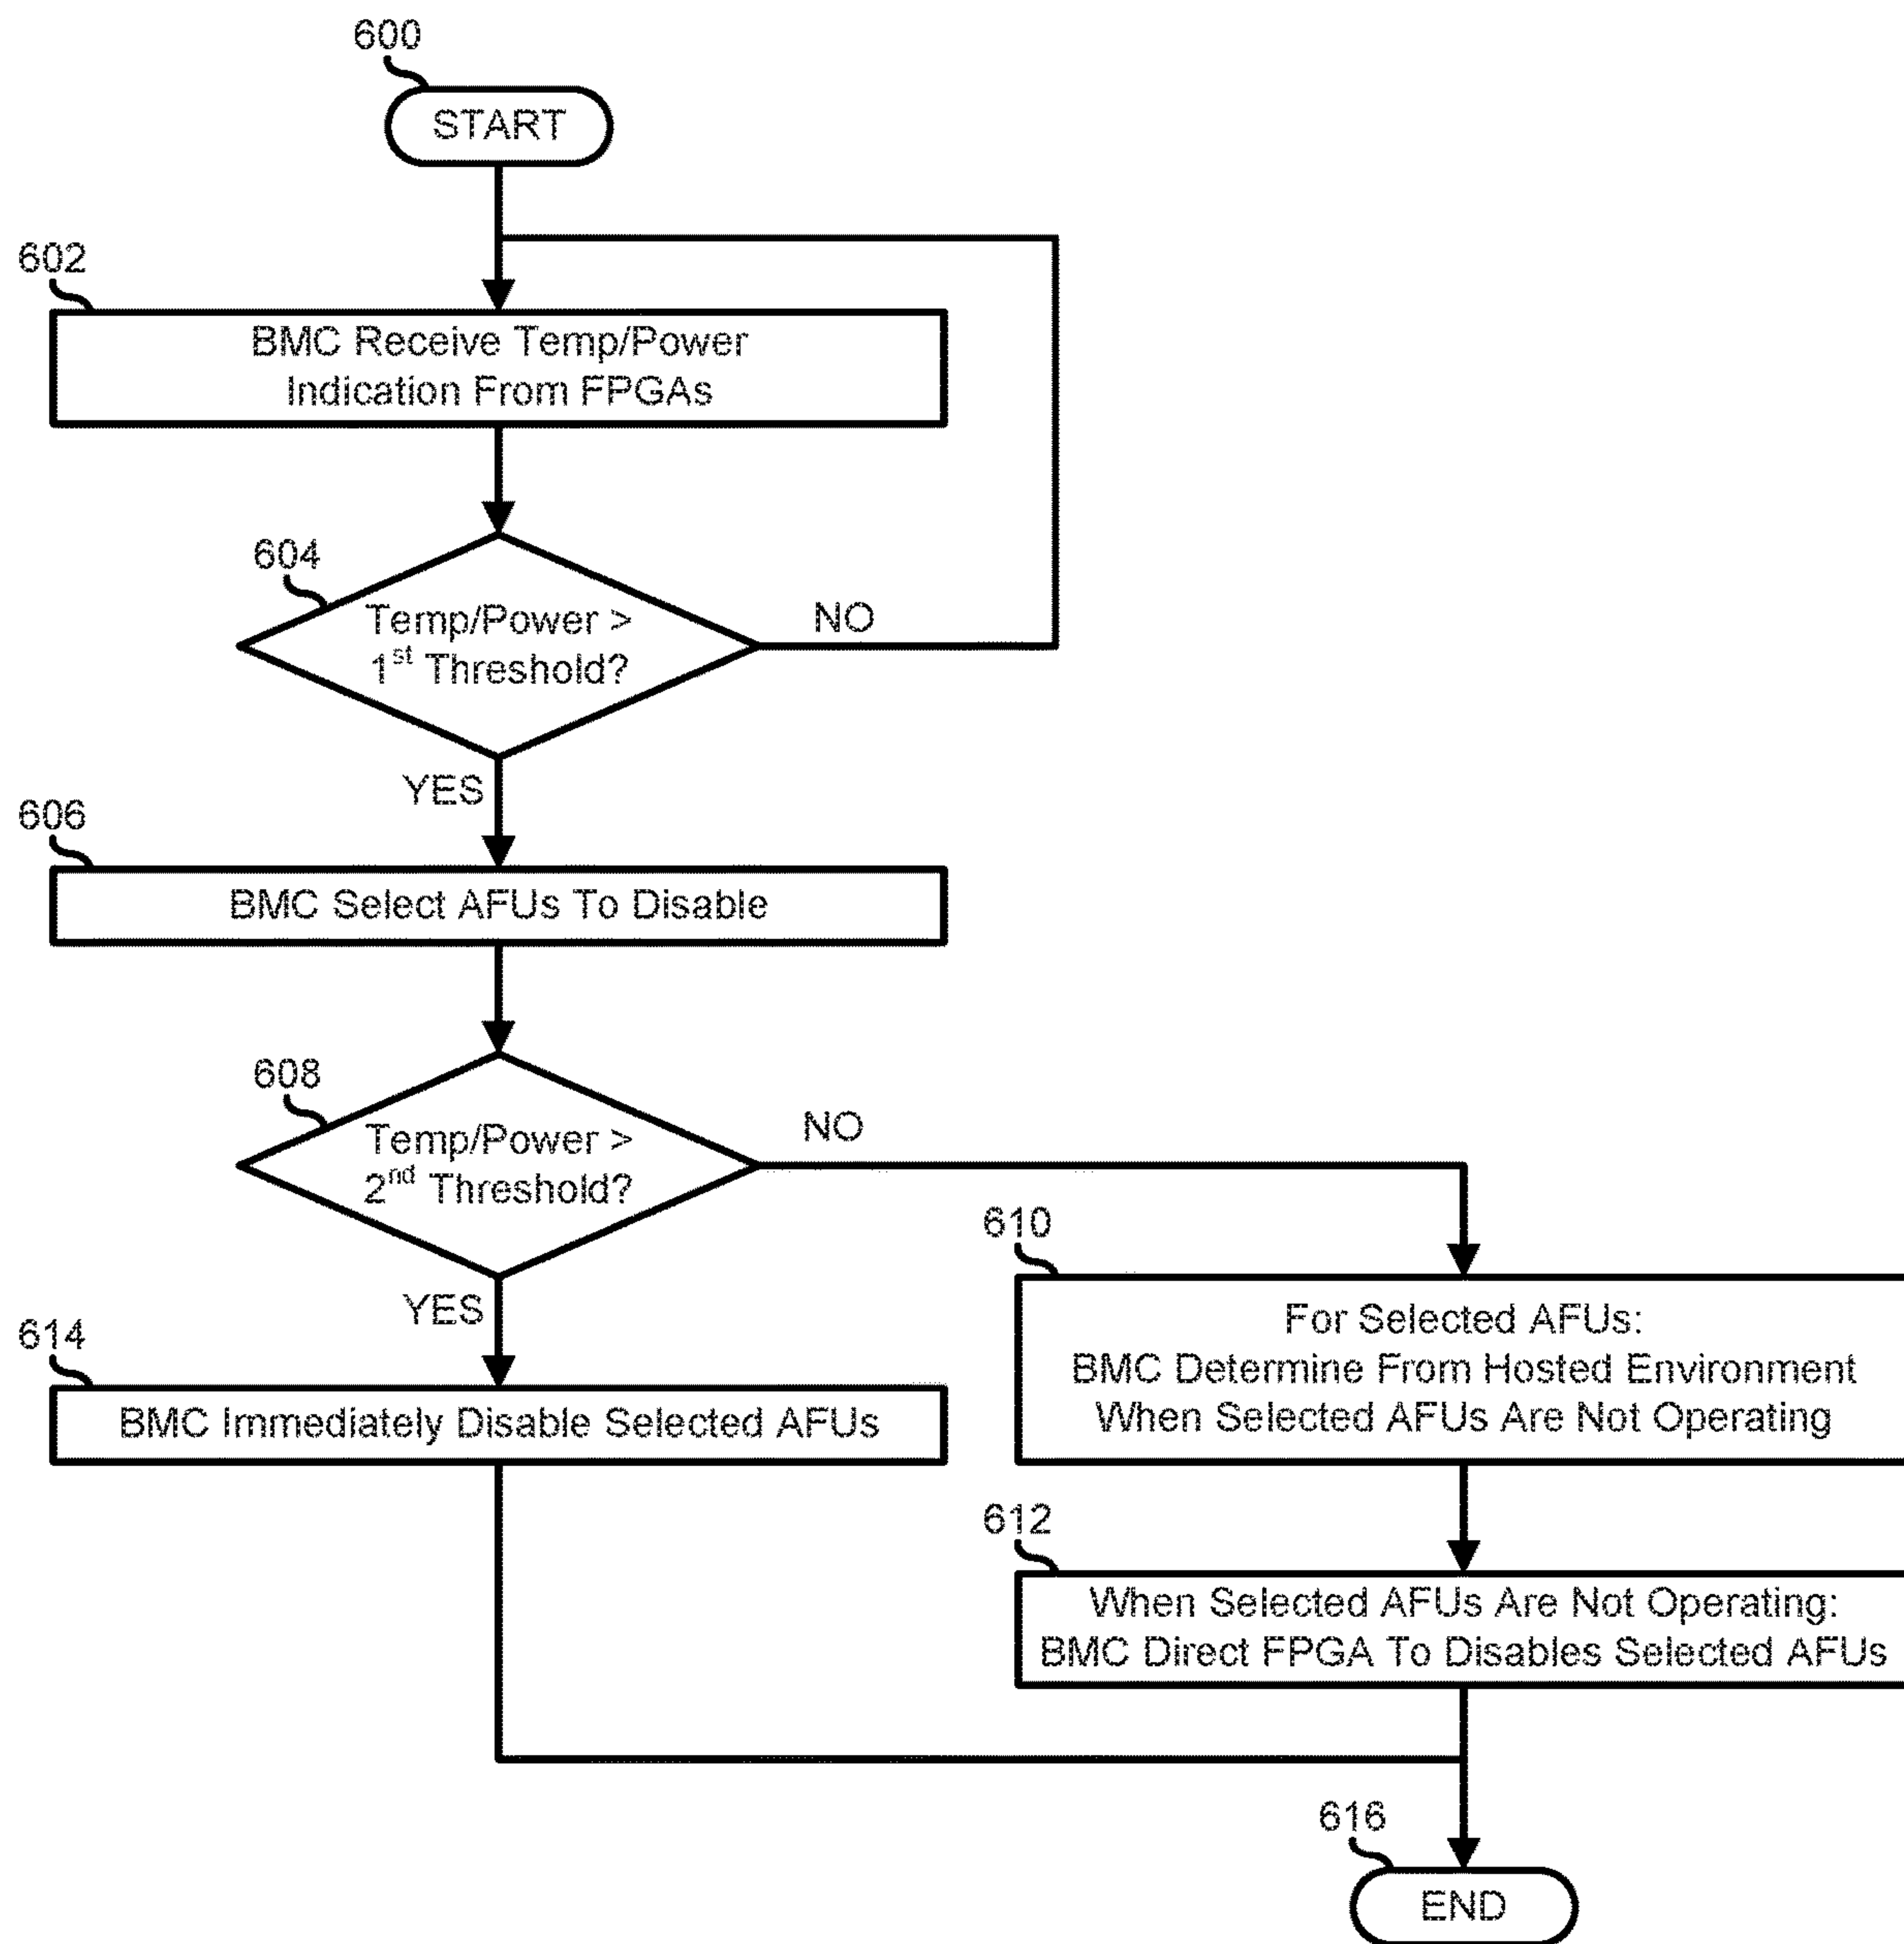 600
START
602
BMC Receive Temp/Power
Indication From FPGAs
604
Temp/Power >
1st Threshold?
NO
YES
606
BMC Select AFUs To Disable
608
Temp/Power >
2nd Threshold?
NO
YES
610
For Selected AFUs:
BMC Determine From Hosted Environment
When Selected AFUs Are Not Operating
614
BMC Immediately Disable Selected AFUs
612
When Selected AFUs Are Not Operating:
BMC Direct FPGA To Disables Selected AFUs
616
END